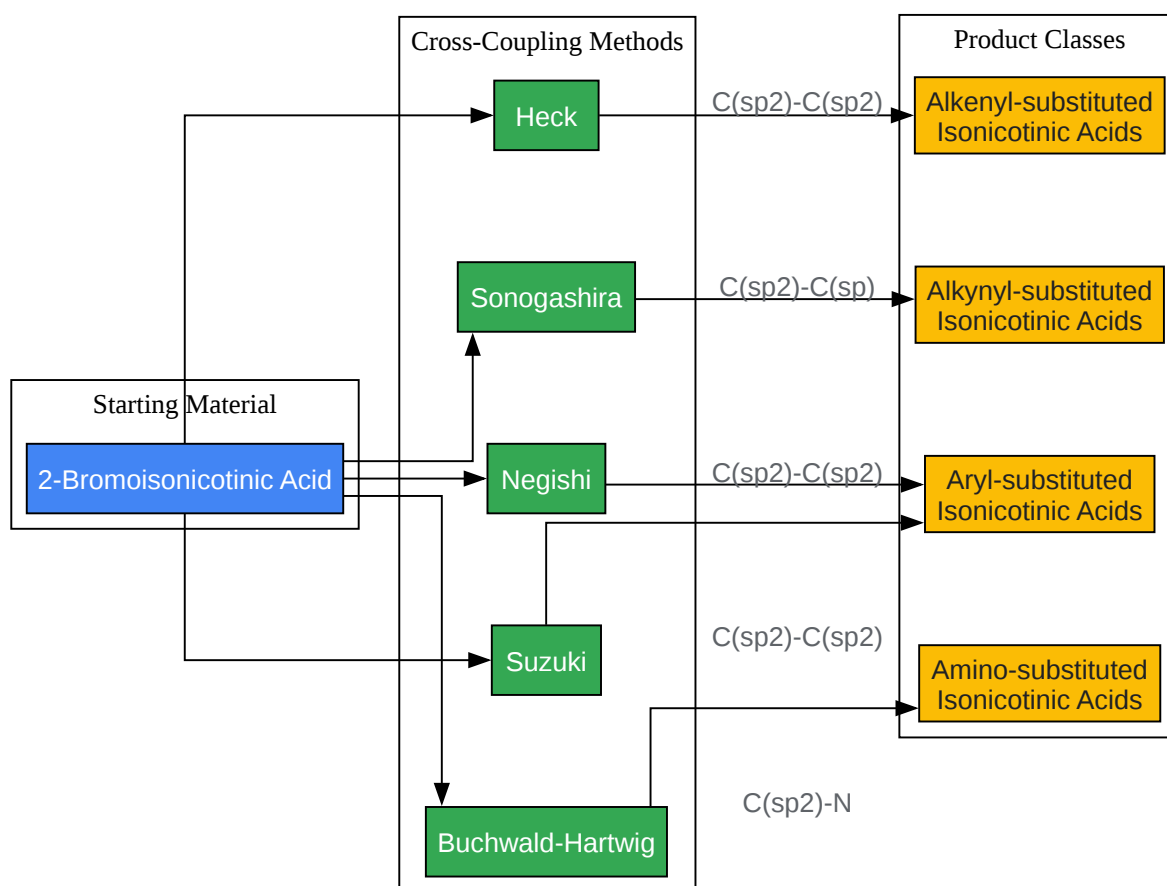 Cross-Coupling Methods
Product Classes
Heck
C(sp2)-C(sp2)
Alkenyl-substituted
Isonicotinic Acids
Sonogashira
C(sp2)-C(sp)
Alkynyl-substituted
Isonicotinic Acids
Starting Material
2-Bromoisonicotinic Acid
Negishi
C(sp2)-C(sp2)
Aryl-substituted
Isonicotinic Acids
Suzuki
C(sp2)-C(sp2)
Amino-substituted
Isonicotinic Acids
Buchwald-Hartwig
C(sp2)-N